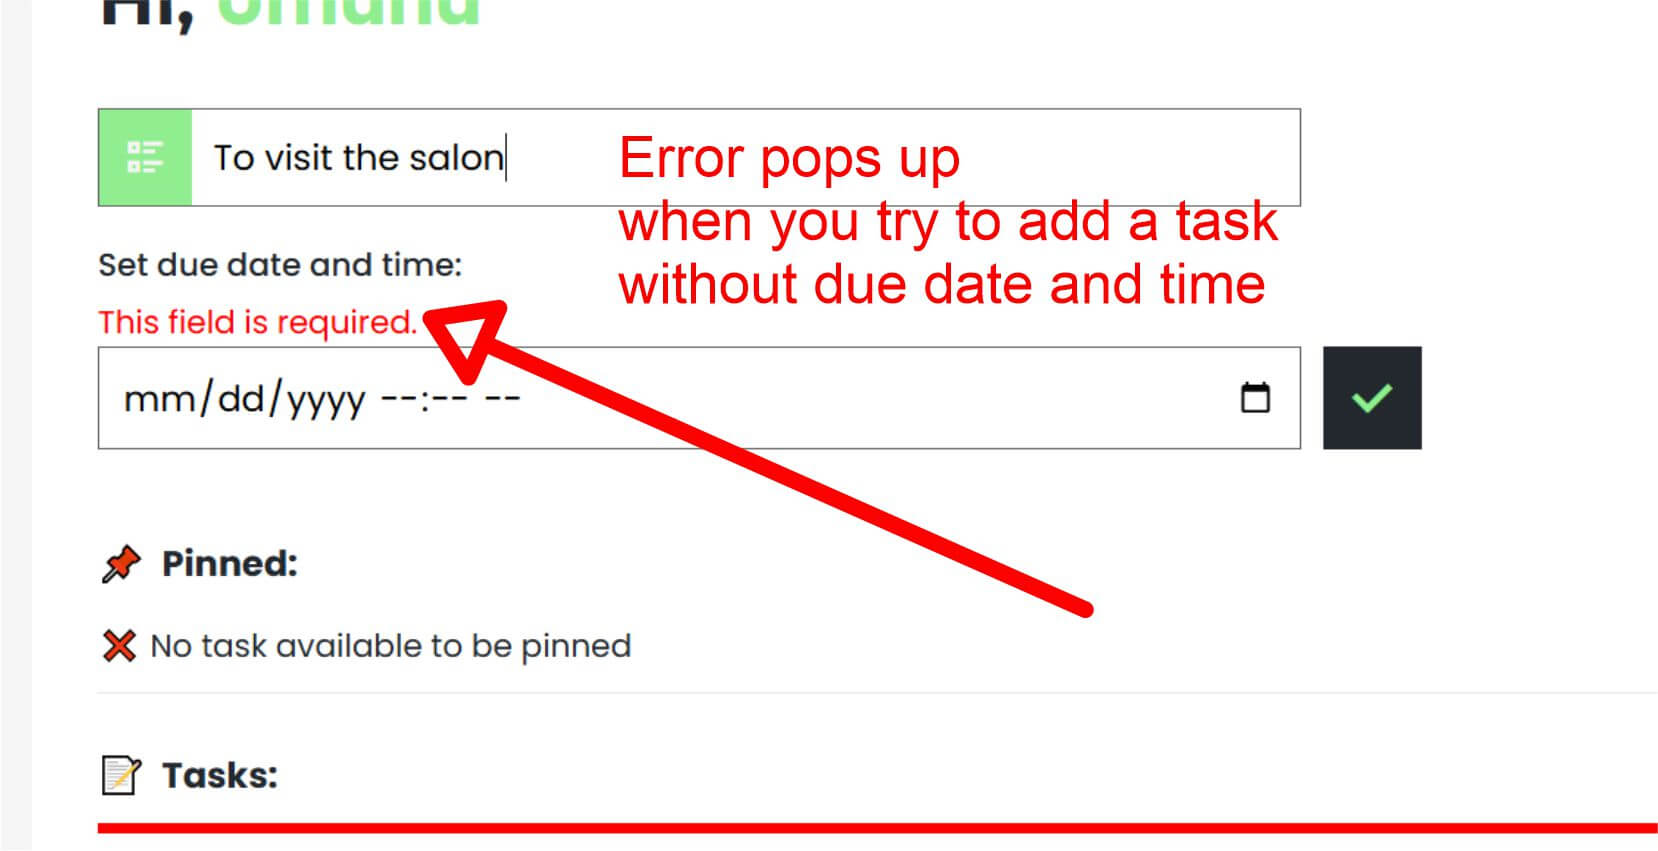 Hi,
To visit the salon
Error pops up
when you try to add a task
without due date and time
Set due date and time:
This field is required.
mm/dd/yyyy --:-- --
Pinned:
No task available to be pinned
Tasks: